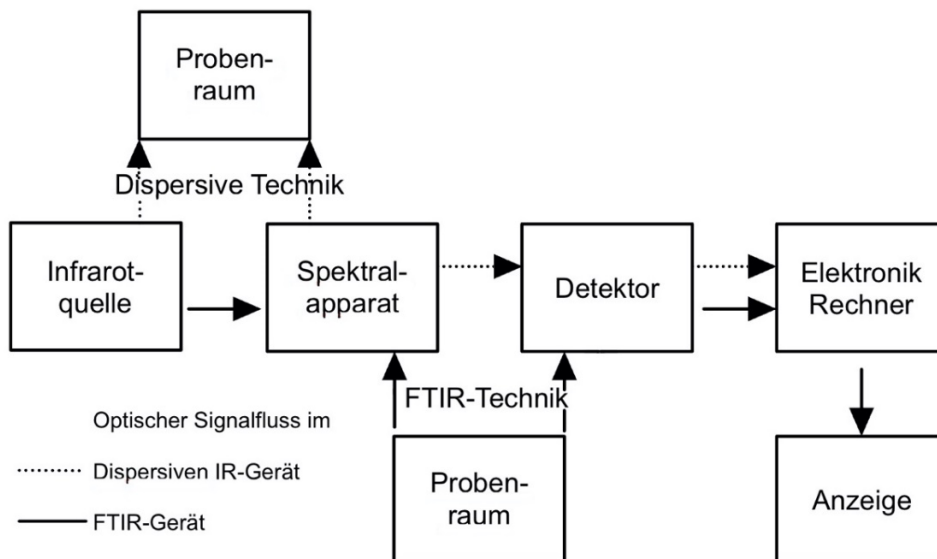 Proben-
raum
Dispersive Technik
Infrarot-
quelle
Spektral-
apparat
Detektor
Elektronik
Rechner
FTIR-Technik
Optischer Signalfluss im
Dispersiven IR-Gerät
FTIR-Gerät
Proben-
raum
Anzeige